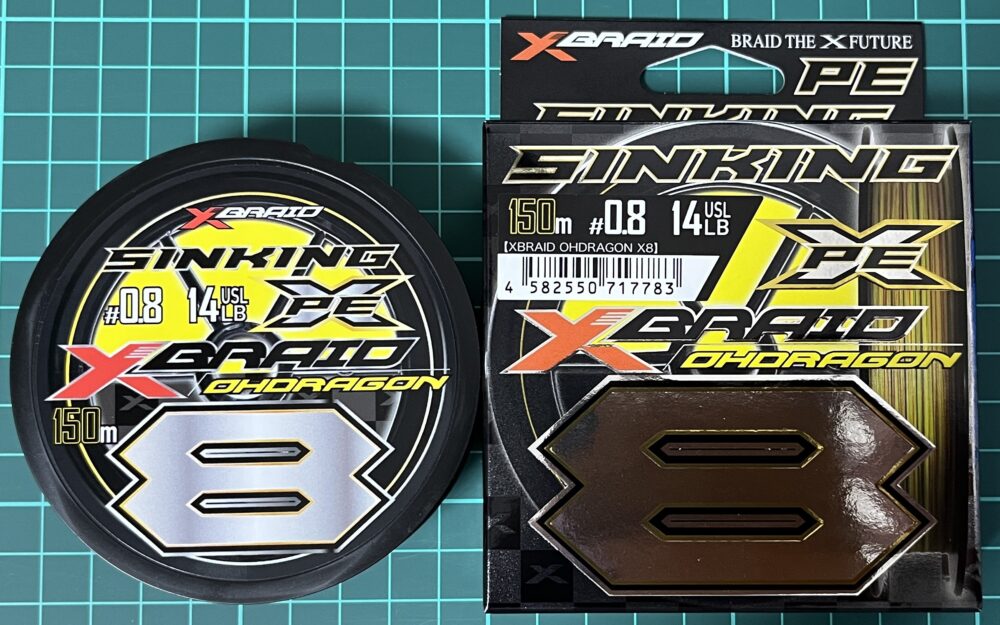 XBRAID
SINKING
#0.8 14 USL LB
X PE
XBRAID
OHDRAGON
150m
8
XBRAID BRAID THE X FUTURE
PE
SINKING
SINKING
150m #0.8 14 USL LB
【XBRAID OHDRAGON X8】
4 582550 717783
X PE
XBRAID
OHDRAGON
8